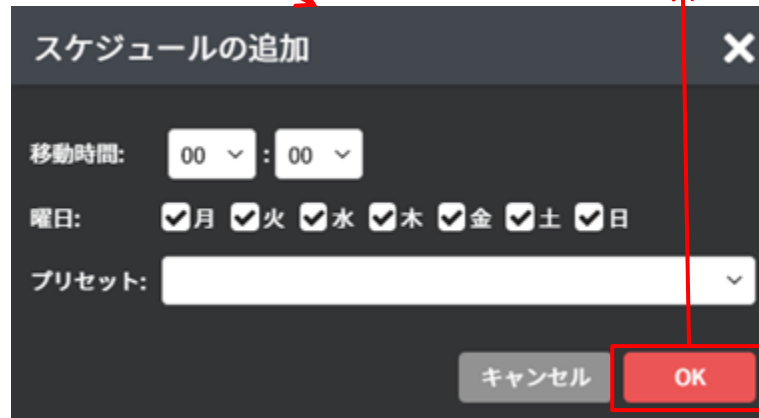 スケジュールの追加
移動時間: 00 : 00
曜日: 月 火 水 木 金 土 日
プリセット:
キャンセル OK